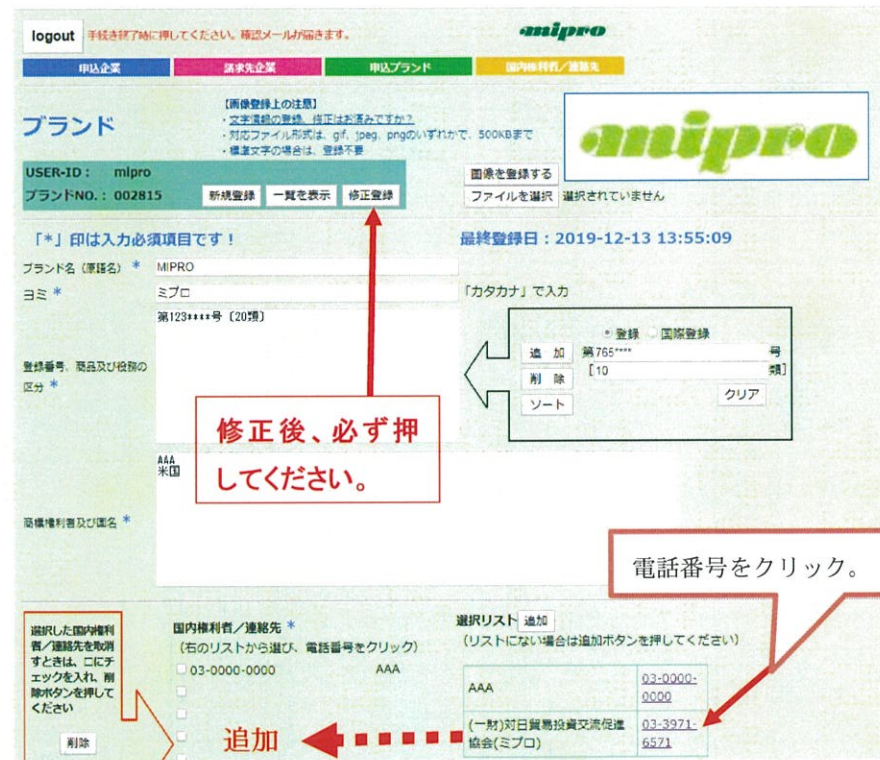 logout 手続き終了時に押してください。確認メールが届きます。
mipro
申込企業 請求先企業 申込ブランド 国内権利者/連絡先
ブランド
【画像登録上の注意】
・文字情報の登録、修正はお済みですか?
・対応ファイル形式は、gif、jpeg、pngのいずれかで、500KBまで
・標準文字の場合は、登録不要
mipro
USER-ID: mipro
ブランドNO.: 002815 新規登録 一覧を表示 修正登録
画像を登録する
ファイルを選択 選択されていません
「*」印は入力必須項目です! 最終登録日:2019-12-13 13:55:09
ブランド名(原語名) * MIPRO
ヨミ * ミプロ 「カタカナ」で入力
第123****号〔20類〕
登録番号、商品及び役務の
区分 *
登録 国際登録
追 加 第765**** 号
削 除 [10 類]
ソート クリア
修正後、必ず押
してください。
AAA
米国
商標権利者及び国名 *
電話番号をクリック。
選択した国内権利
者/連絡先を取消
すときは、□にチ
ェックを入れ、削
除ボタンを押して
ください
削除
国内権利者/連絡先 *
(右のリストから選び、電話番号をクリック)
03-0000-0000 AAA
追加
選択リスト 追加
(リストにない場合は追加ボタンを押してください)
AAA 03-0000-
0000
(一財)対日貿易投資交流促進 03-3971-
協会(ミプロ) 6571